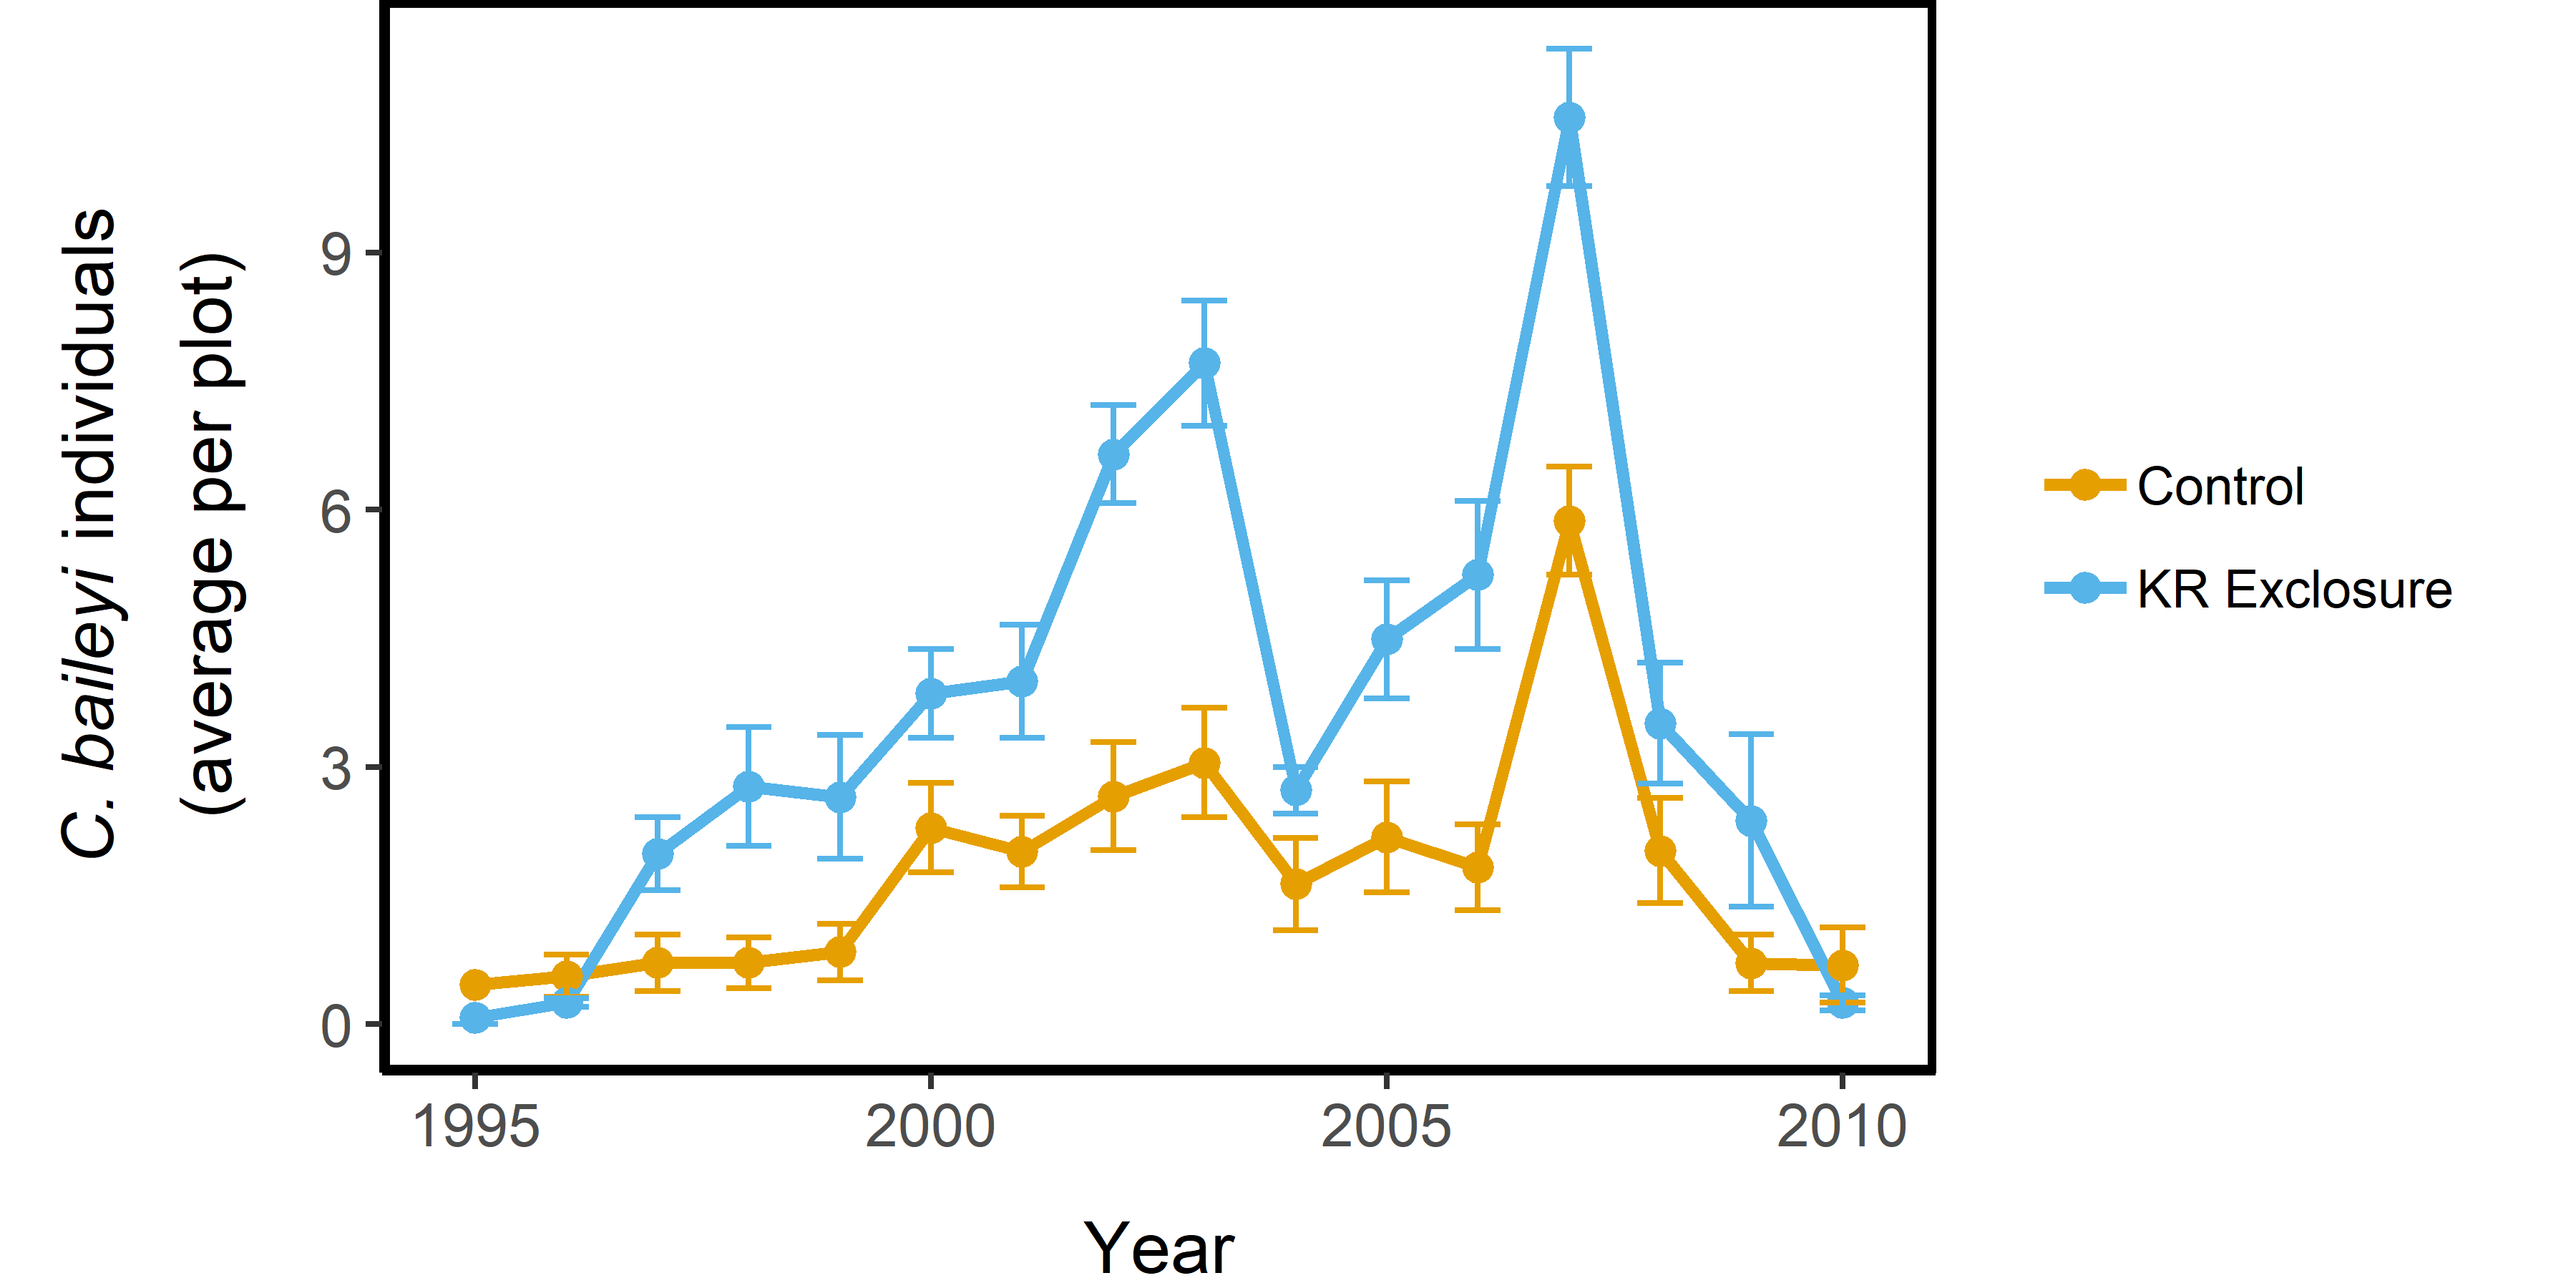 C. baileyi individuals
(average per plot)
9
6
3
0
1995
2000
2005
2010
Year
Control
KR Exclosure